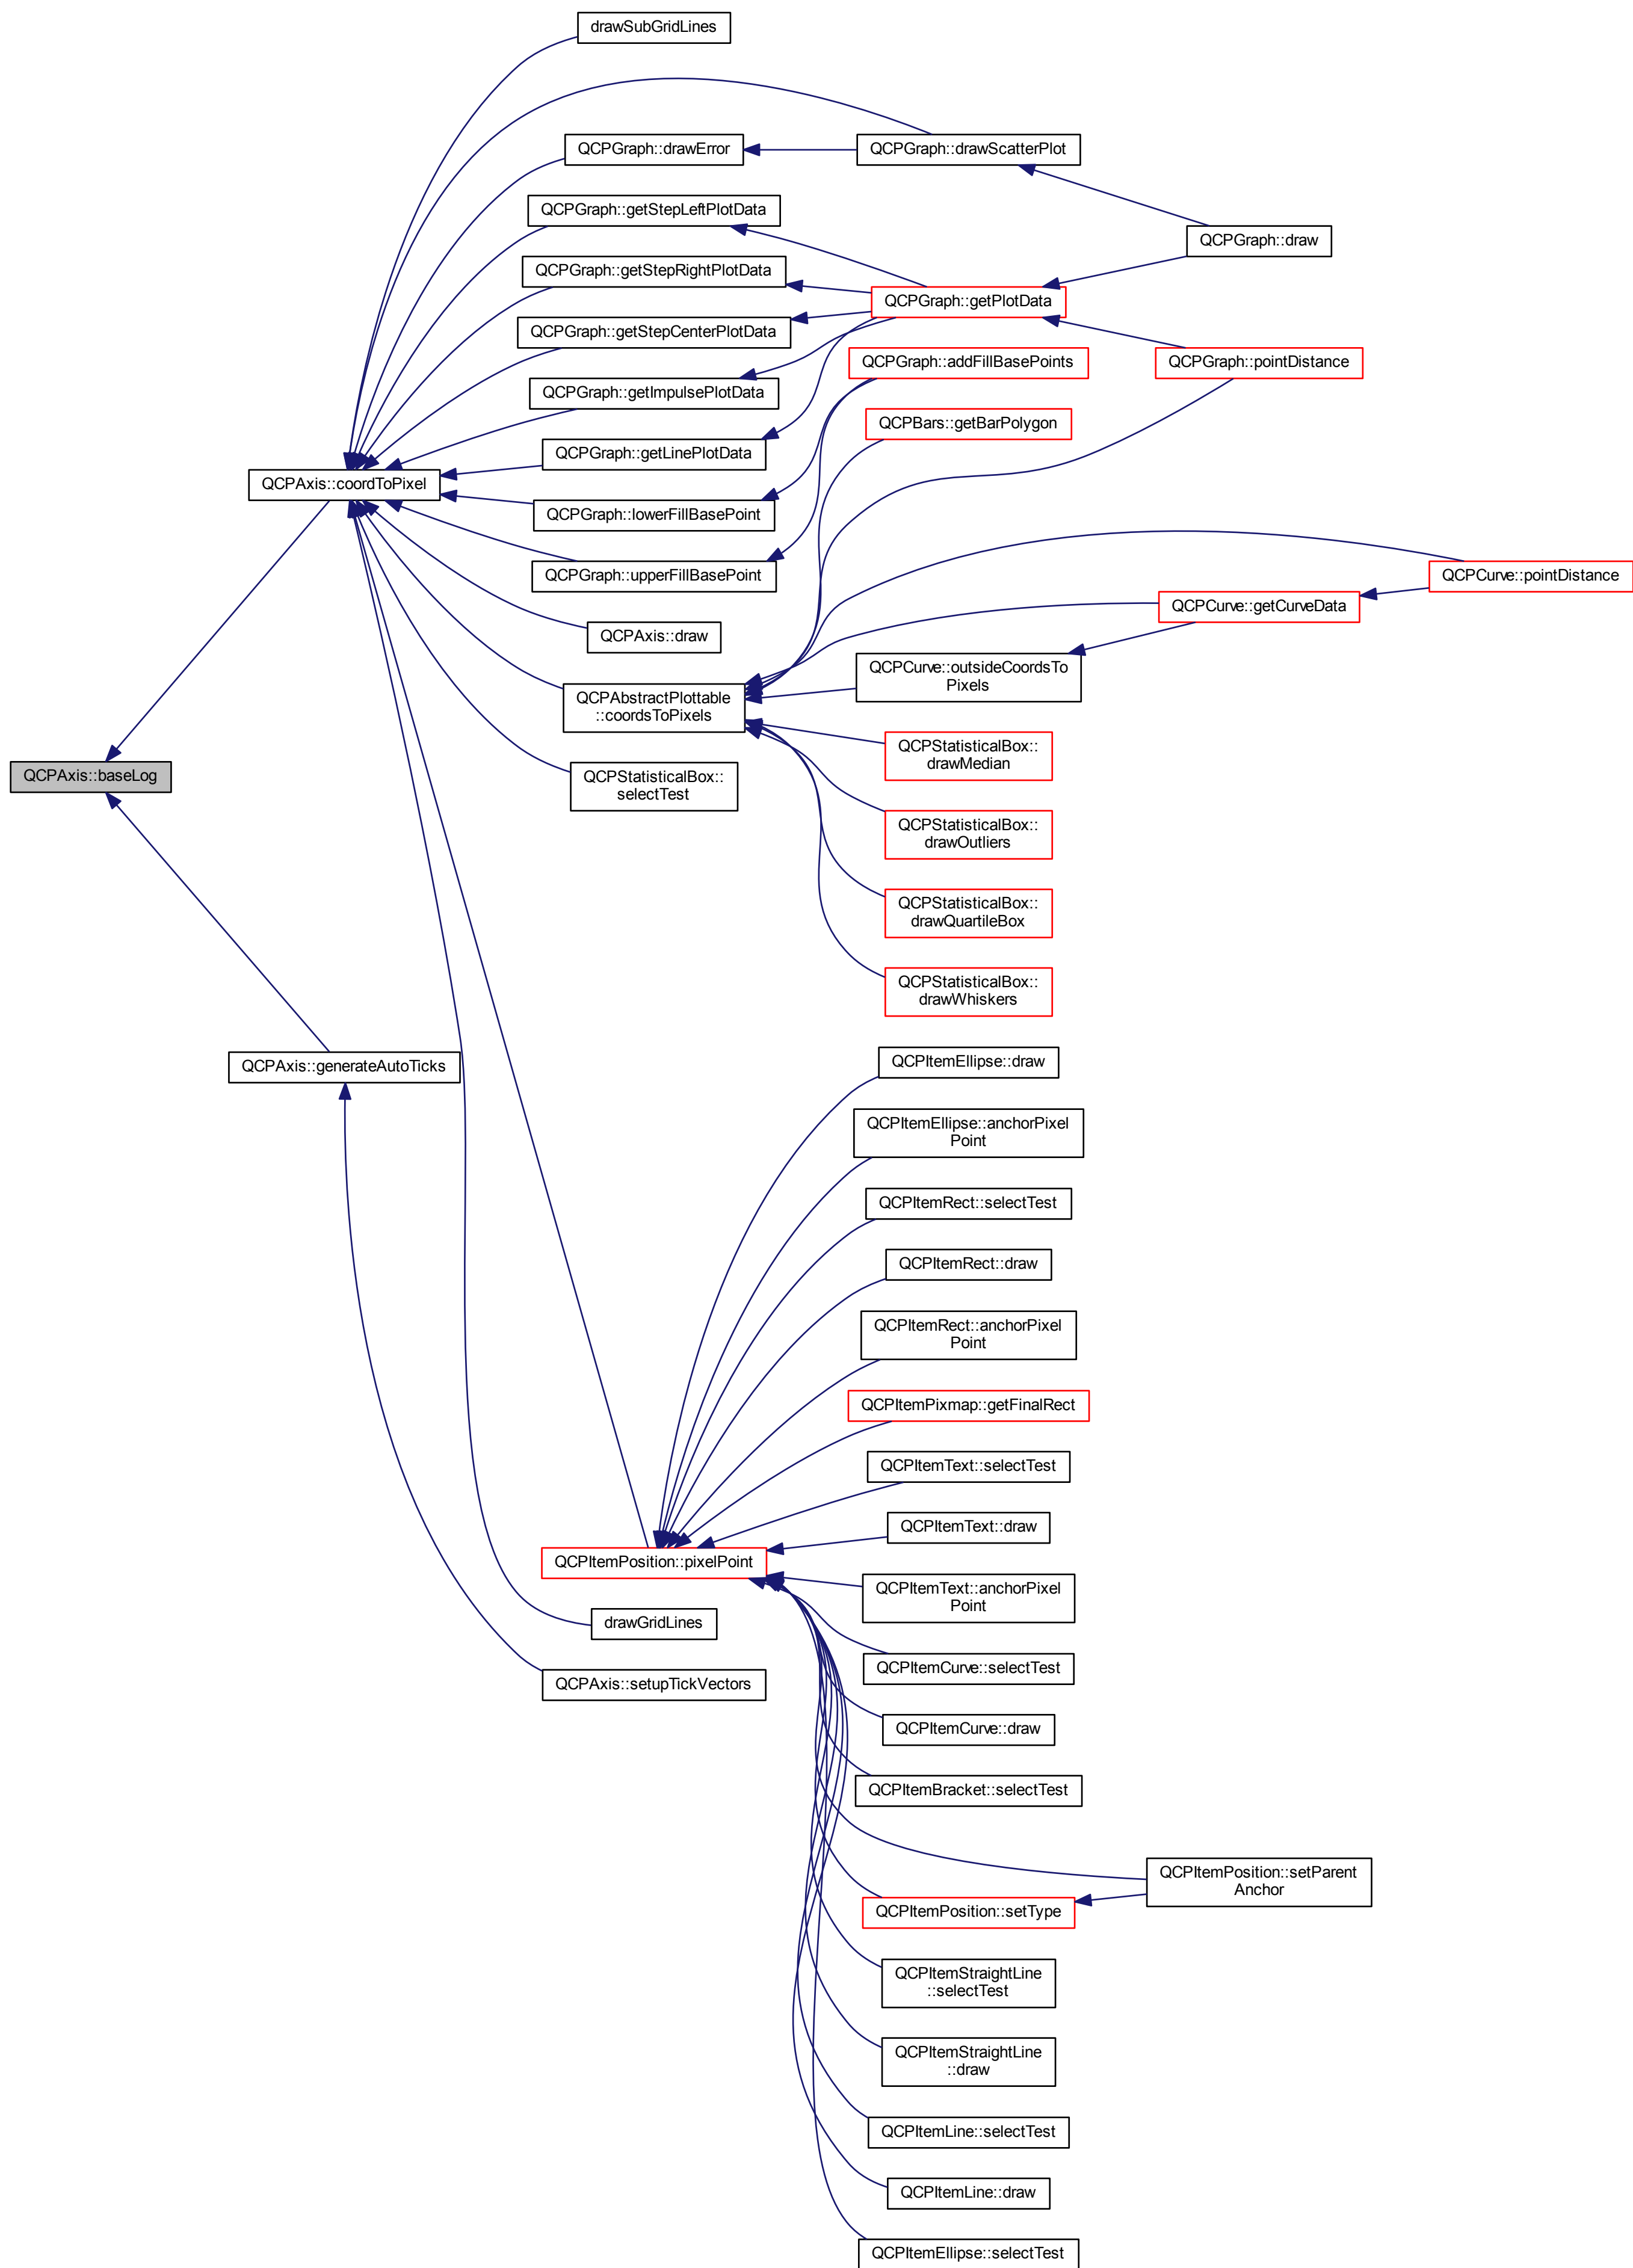 drawSubGridLines
QCPGraph::drawError
QCPGraph::drawScatterPlot
QCPGraph::getStepLeftPlotData
QCPGraph::draw
QCPGraph::getStepRightPlotData
QCPGraph::getPlotData
QCPGraph::getStepCenterPlotData
QCPGraph::addFillBasePoints
QCPGraph::pointDistance
QCPGraph::getImpulsePlotData
QCPBars::getBarPolygon
QCPGraph::getLinePlotData
QCPAxis::coordToPixel
QCPGraph::lowerFillBasePoint
QCPGraph::upperFillBasePoint
QCPCurve::pointDistance
QCPCurve::getCurveData
QCPAxis::draw
QCPCurve::outsideCoordsTo
Pixels
QCPAbstractPlottable
::coordsToPixels
QCPStatisticalBox::
drawMedian
QCPAxis::baseLog
QCPStatisticalBox::
selectTest
QCPStatisticalBox::
drawOutliers
QCPStatisticalBox::
drawQuartileBox
QCPStatisticalBox::
drawWhiskers
QCPAxis::generateAutoTicks
QCPItemEllipse::draw
QCPItemEllipse::anchorPixel
Point
QCPItemRect::selectTest
QCPItemRect::draw
QCPItemRect::anchorPixel
Point
QCPItemPixmap::getFinalRect
QCPItemText::selectTest
QCPItemText::draw
QCPItemPosition::pixelPoint
QCPItemText::anchorPixel
Point
drawGridLines
QCPItemCurve::selectTest
QCPAxis::setupTickVectors
QCPItemCurve::draw
QCPItemBracket::selectTest
QCPItemPosition::setParent
Anchor
QCPItemPosition::setType
QCPItemStraightLine
::selectTest
QCPItemStraightLine
::draw
QCPItemLine::selectTest
QCPItemLine::draw
QCPItemEllipse::selectTest